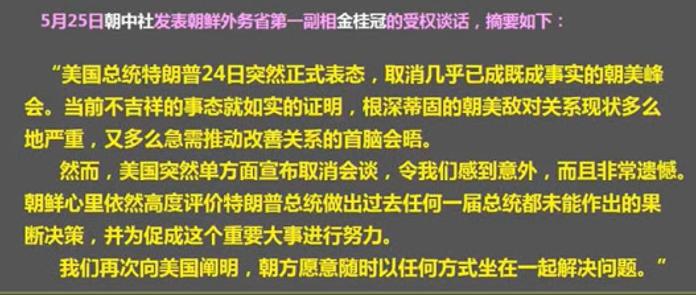 5月25日朝中社发表朝鲜外务省第一副相金桂冠的受权谈话，摘要如下：
“美国总统特朗普24日突然正式表态，取消几乎已成既成事实的朝美峰
会。当前不吉祥的事态就如实的证明，根深蒂固的朝美敌对关系现状多么
地严重，又多么急需推动改善关系的首脑会晤。
然而，美国突然单方面宣布取消会谈，令我们感到意外，而且非常遗憾。
朝鲜心里依然高度评价特朗普总统做出过去任何一届总统都未能作出的果
断决策，并为促成这个重要大事进行努力。
我们再次向美国阐明，朝方愿意随时以任何方式坐在一起解决问题。”